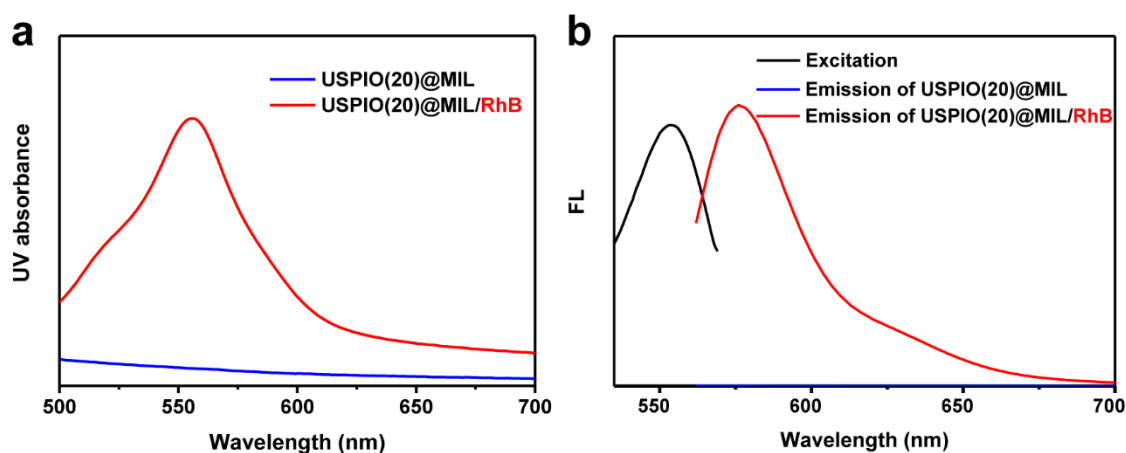 a
USPIO(20)@MIL
USPIO(20)@MIL/RhB
UV absorbance
500 550 600 650 700
Wavelength (nm)
b
Excitation
Emission of USPIO(20)@MIL
Emission of USPIO(20)@MIL/RhB
FL
550 600 650 700
Wavelength (nm)